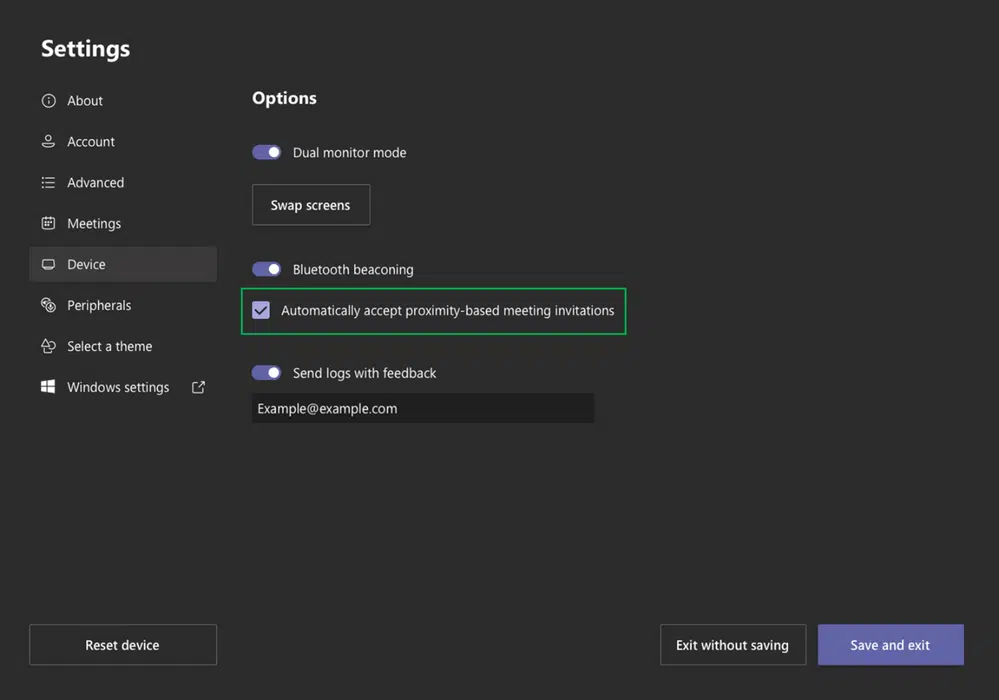 Settings
About
Account
Advanced
Meetings
Device
Peripherals
Select a theme
Windows settings
Options
Dual monitor mode
Swap screens
Bluetooth beaconing
Automatically accept proximity-based meeting invitations
Send logs with feedback
Example@example.com
Reset device
Exit without saving
Save and exit